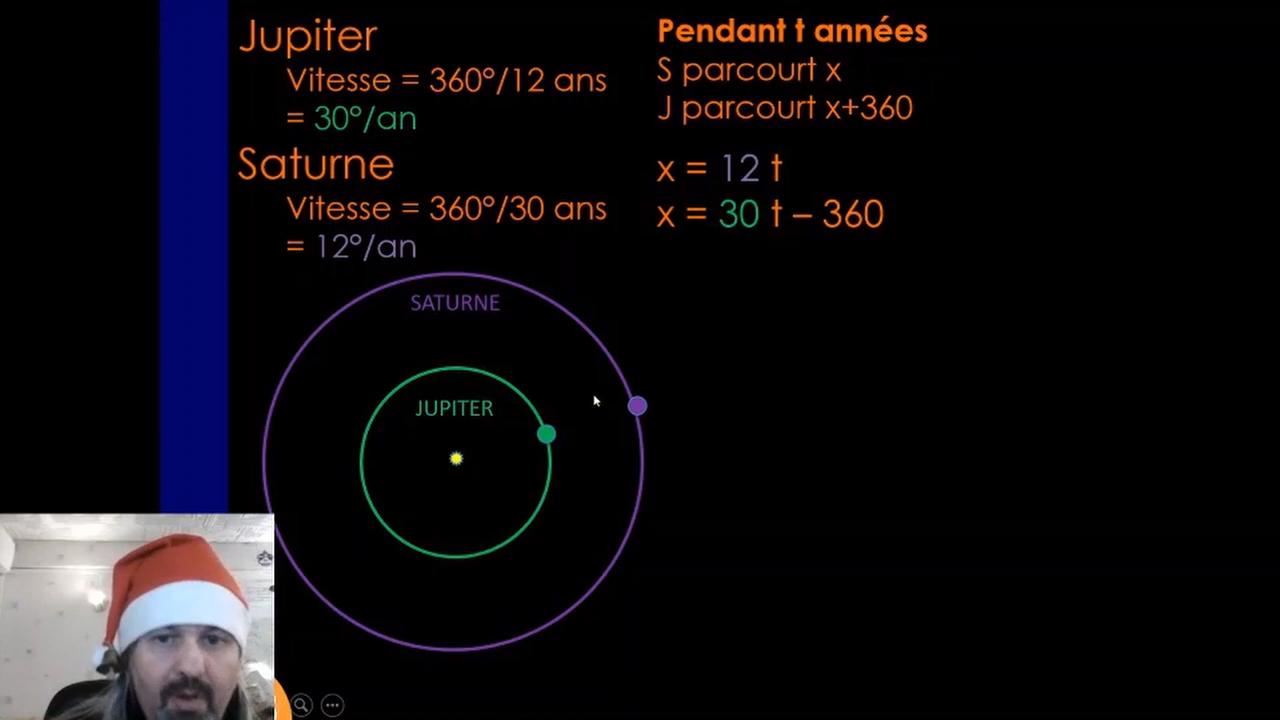 Jupiter
Vitesse = 360°/12 ans
= 30°/an
Saturne
Vitesse = 360°/30 ans
= 12°/an
Pendant t années
S parcourt x
J parcourt x+360
x = 12 t
x = 30 t – 360
SATURNE
JUPITER